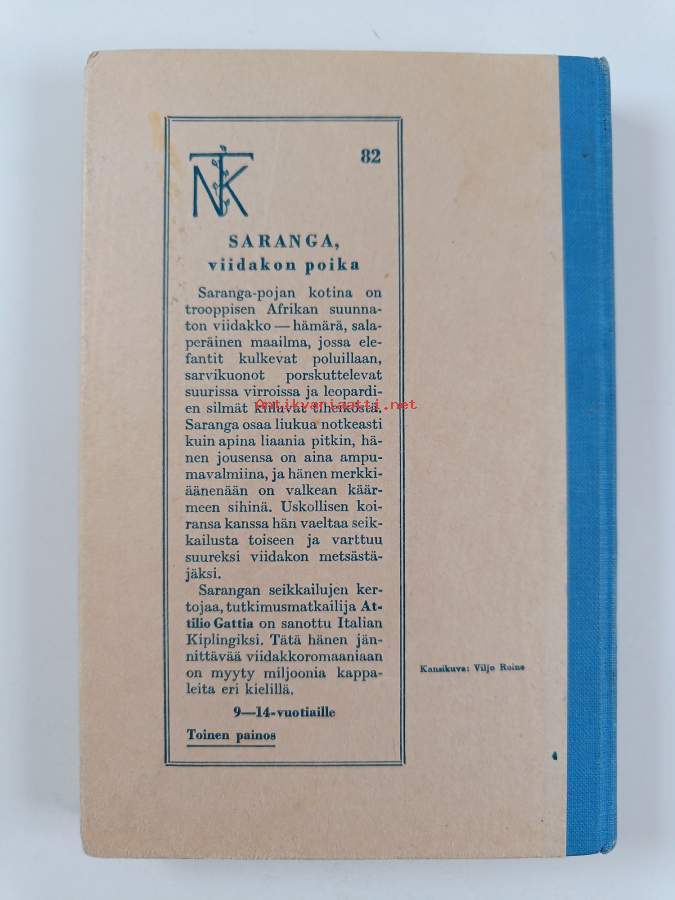 NTK
82
SARANGA,
viidakon poika
Saranga-pojan kotina on
trooppisen Afrikan suunna-
ton viidakko — hämärä, sala-
peräinen maailma, jossa ele-
fantit kulkevat poluillaan,
sarvikuonot porskuttelevat
suurissa virroissa ja leopardi-
en silmät kiiluvat tiheiköstä.
Antikvariaatti.net
Saranga osaa liukua notkeasti
kuin apina liaania pitkin, hä-
nen jousensa on aina ampu-
mavalmiina, ja hänen merkki-
äänenään on valkean käär-
meen sihinä. Uskollisen koi-
ransa kanssa hän vaeltaa seik-
kailusta toiseen ja varttuu
suureksi viidakon metsästä-
jäksi.
Sarangan seikkailujen ker-
tojaa, tutkimusmatkailija At-
tilio Gattia on sanottu Italian
Kiplingiksi. Tätä hänen jän-
nittävää viidakkoromaaniaan
on myyty miljoonia kappa-
leita eri kielillä.
9—14-vuotiaille
Toinen painos
Kansikuva: Viljo Roine